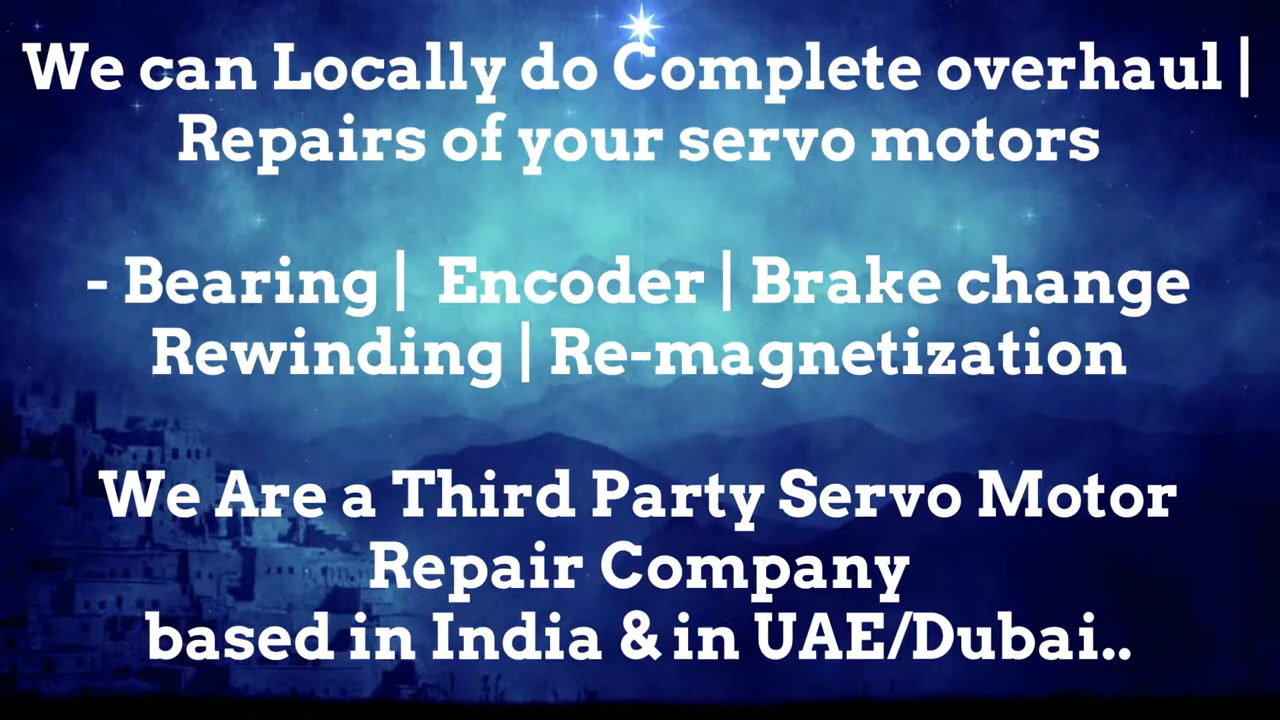 We can Locally do Complete overhaul |
Repairs of your servo motors
- Bearing | Encoder | Brake change
Rewinding | Re-magnetization
We Are a Third Party Servo Motor
Repair Company
based in India & in UAE/Dubai..